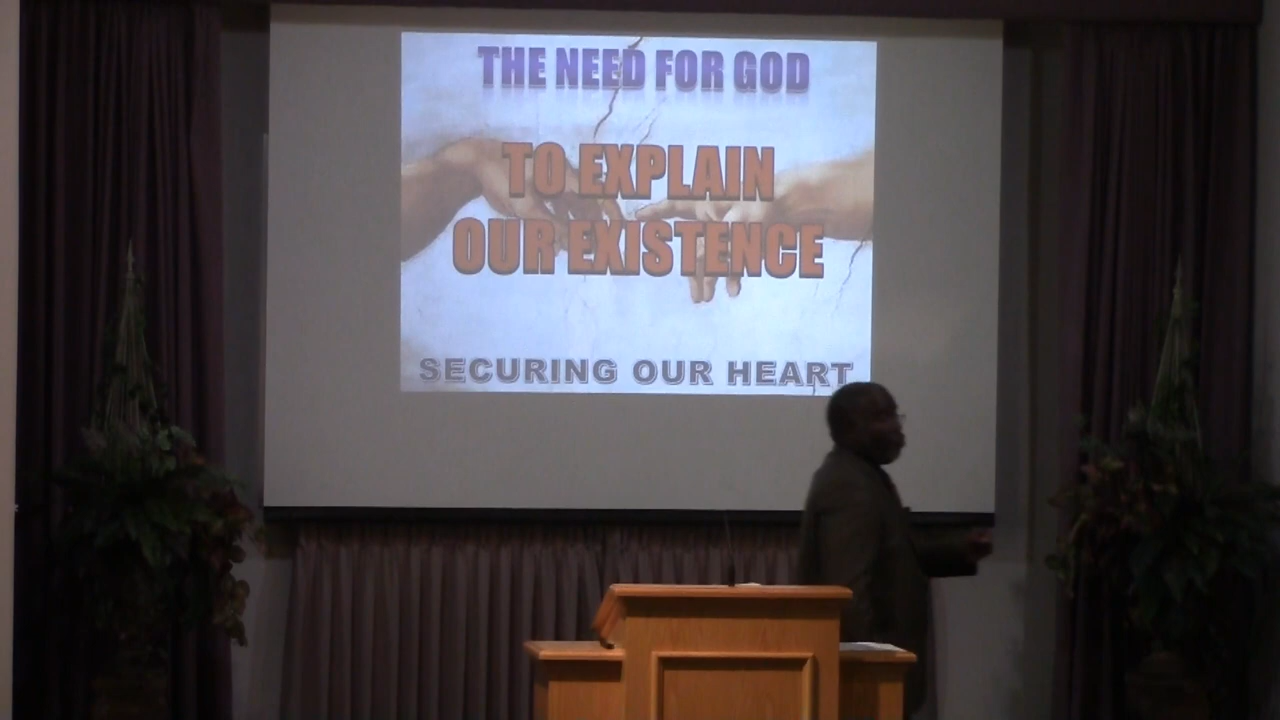 THE NEED FOR GOD
TO EXPLAIN
OUR EXISTENCE
SECURING OUR HEART